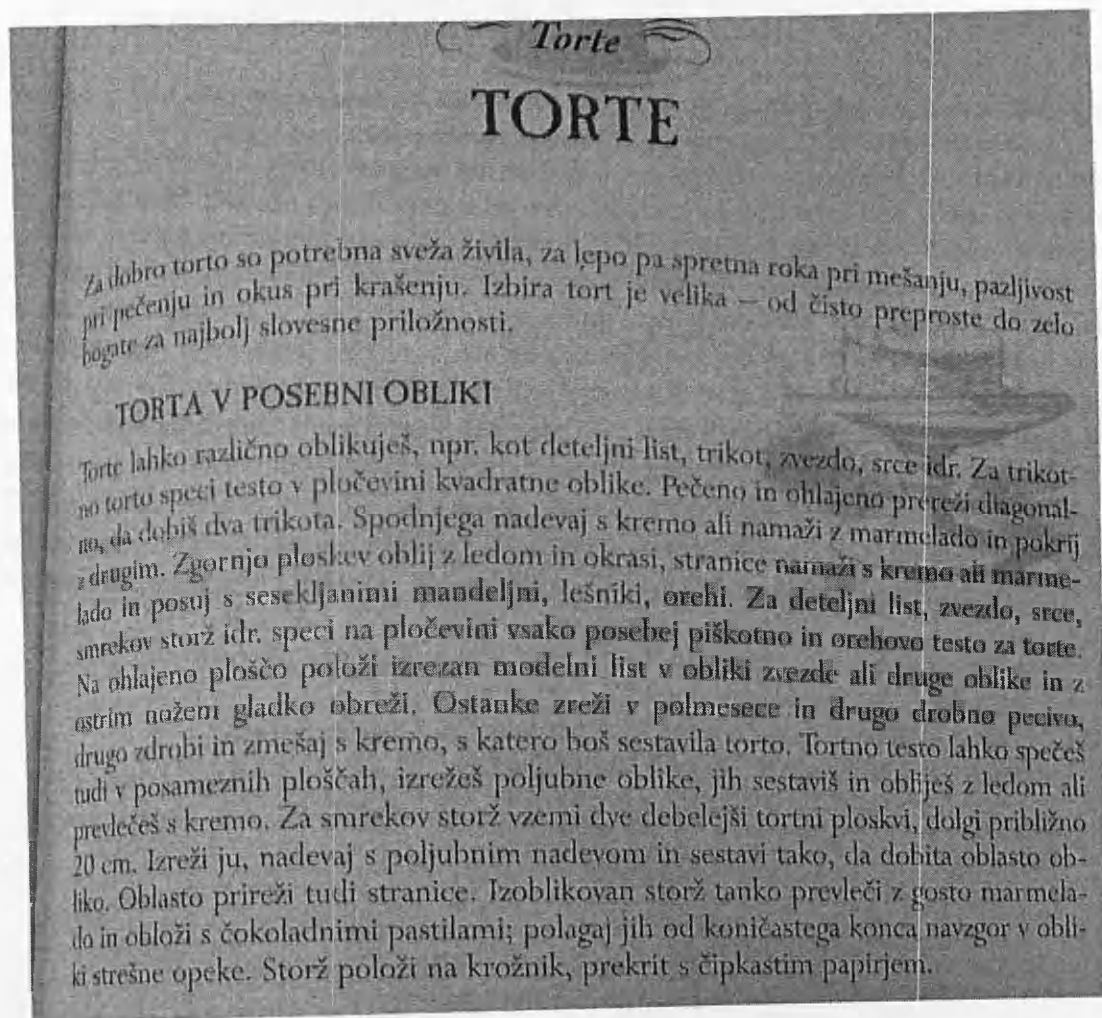 Torte
TORTE
Za dobro torto so potrebna sveža živila, za lepo pa spretna roka pri mešanju, pazljivost
pri pečenju in okus pri krašenju. Izbira tort je velika – od čisto preproste do zelo
bogate za najbolj slovesne priložnosti.
TORTA V POSEBNI OBLIKI
Torte lahko različno oblikuješ, npr. kot deteljni list, trikot, zvezdo, srce idr. Za trikot-
no torto speci testo v pločevini kvadratne oblike. Pečeno in ohlajeno prereži diagonal-
no, da dobiš dva trikota. Spodnjega nadevaj s kremo ali namaži z marmelado in pokrij
z drugim. Zgornjo ploskev oblij z ledom in okrasi, stranice namaži s kremo ali marme-
lado in posuj s sesekljanimi mandeljni, lešniki, orehi. Za deteljni list, zvezdo, srce,
smrekov storž idr. speci na pločevini vsako posebej piškotno in orehovo testo za torte.
Na ohlajeno ploščo položi izrezan modelni list v obliki zvezde ali druge oblike in z
ostrim nožem gladko obreži. Ostanke zreži v polmesece in drugo drobno pecivo,
drugo zdrobi in zmešaj s kremo, s katero boš sestavila torto. Tortno testo lahko spečeš
tudi v posameznih ploščah, izrežeš poljubne oblike, jih sestaviš in obliješ z ledom ali
prevlečeš s kremo. Za smrekov storž vzemi dve debelejši tortni ploskvi, dolgi približno
20 cm. Izreži ju, nadevaj s poljubnim nadevom in sestavi tako, da dobita oblasto ob-
liko. Oblasto prireži tudi stranice. Izoblikovan storž tanko prevleči z gosto marmela-
do in obloži s čokoladnimi pastilami; polagaj jih od koničastega konca navzgor v obli-
ki strešne opeke. Storž položi na krožnik, prekrit s čipkastim papirjem.